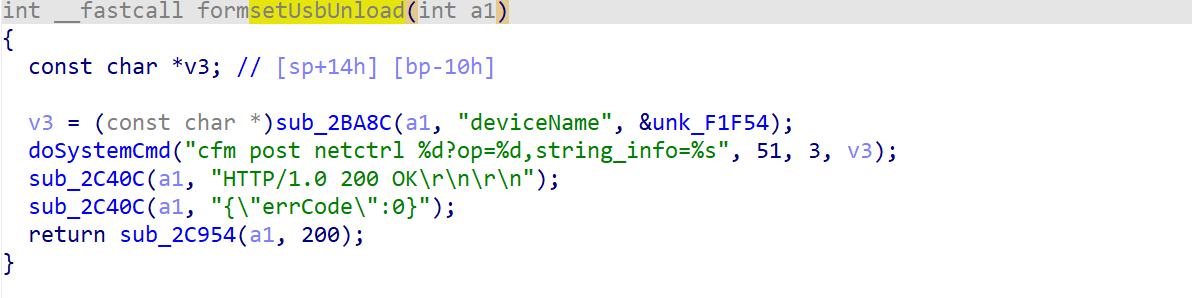 int __fastcall formsetUsbUnload(int a1)
{
  const char *v3; // [sp+14h] [bp-10h]

  v3 = (const char *)sub_2BA8C(a1, "deviceName", &unk_F1F54);
  doSystemCmd("cfm post netctrl %d?op=%d,string_info=%s", 51, 3, v3);
  sub_2C40C(a1, "HTTP/1.0 200 OK\r\n\r\n");
  sub_2C40C(a1, "{\"errCode\":0}");
  return sub_2C954(a1, 200);
}